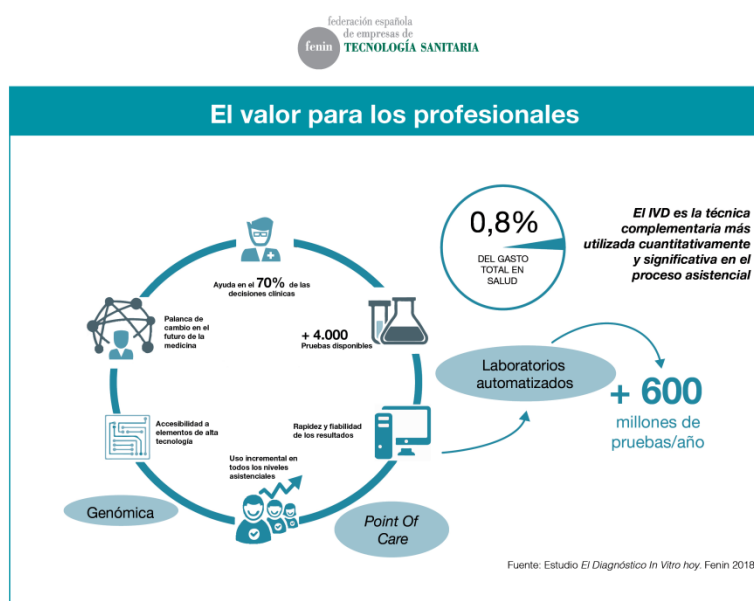 federación española
de empresas de
fenin
TECNOLOGÍA SANITARIA
El valor para los profesionales
Ayuda en el 70% de las
decisiones clínicas
+ 4.000
Pruebas disponibles
Rapidez y fiabilidad
de los resultados
Uso incremental en
todos los niveles
asistenciales
Accesibilidad a
elementos de alta
tecnología
Palanca de
cambio en el
futuro de la
medicina
Genómica
Point Of
Care
0,8%
DEL GASTO
TOTAL EN
SALUD
El IVD es la técnica
complementaria más
utilizada cuantitativamente
y significativa en el
proceso asistencial
Laboratorios
automatizados
+ 600
millones de
pruebas/año
Fuente: Estudio El Diagnóstico In Vitro hoy. Fenin 2018